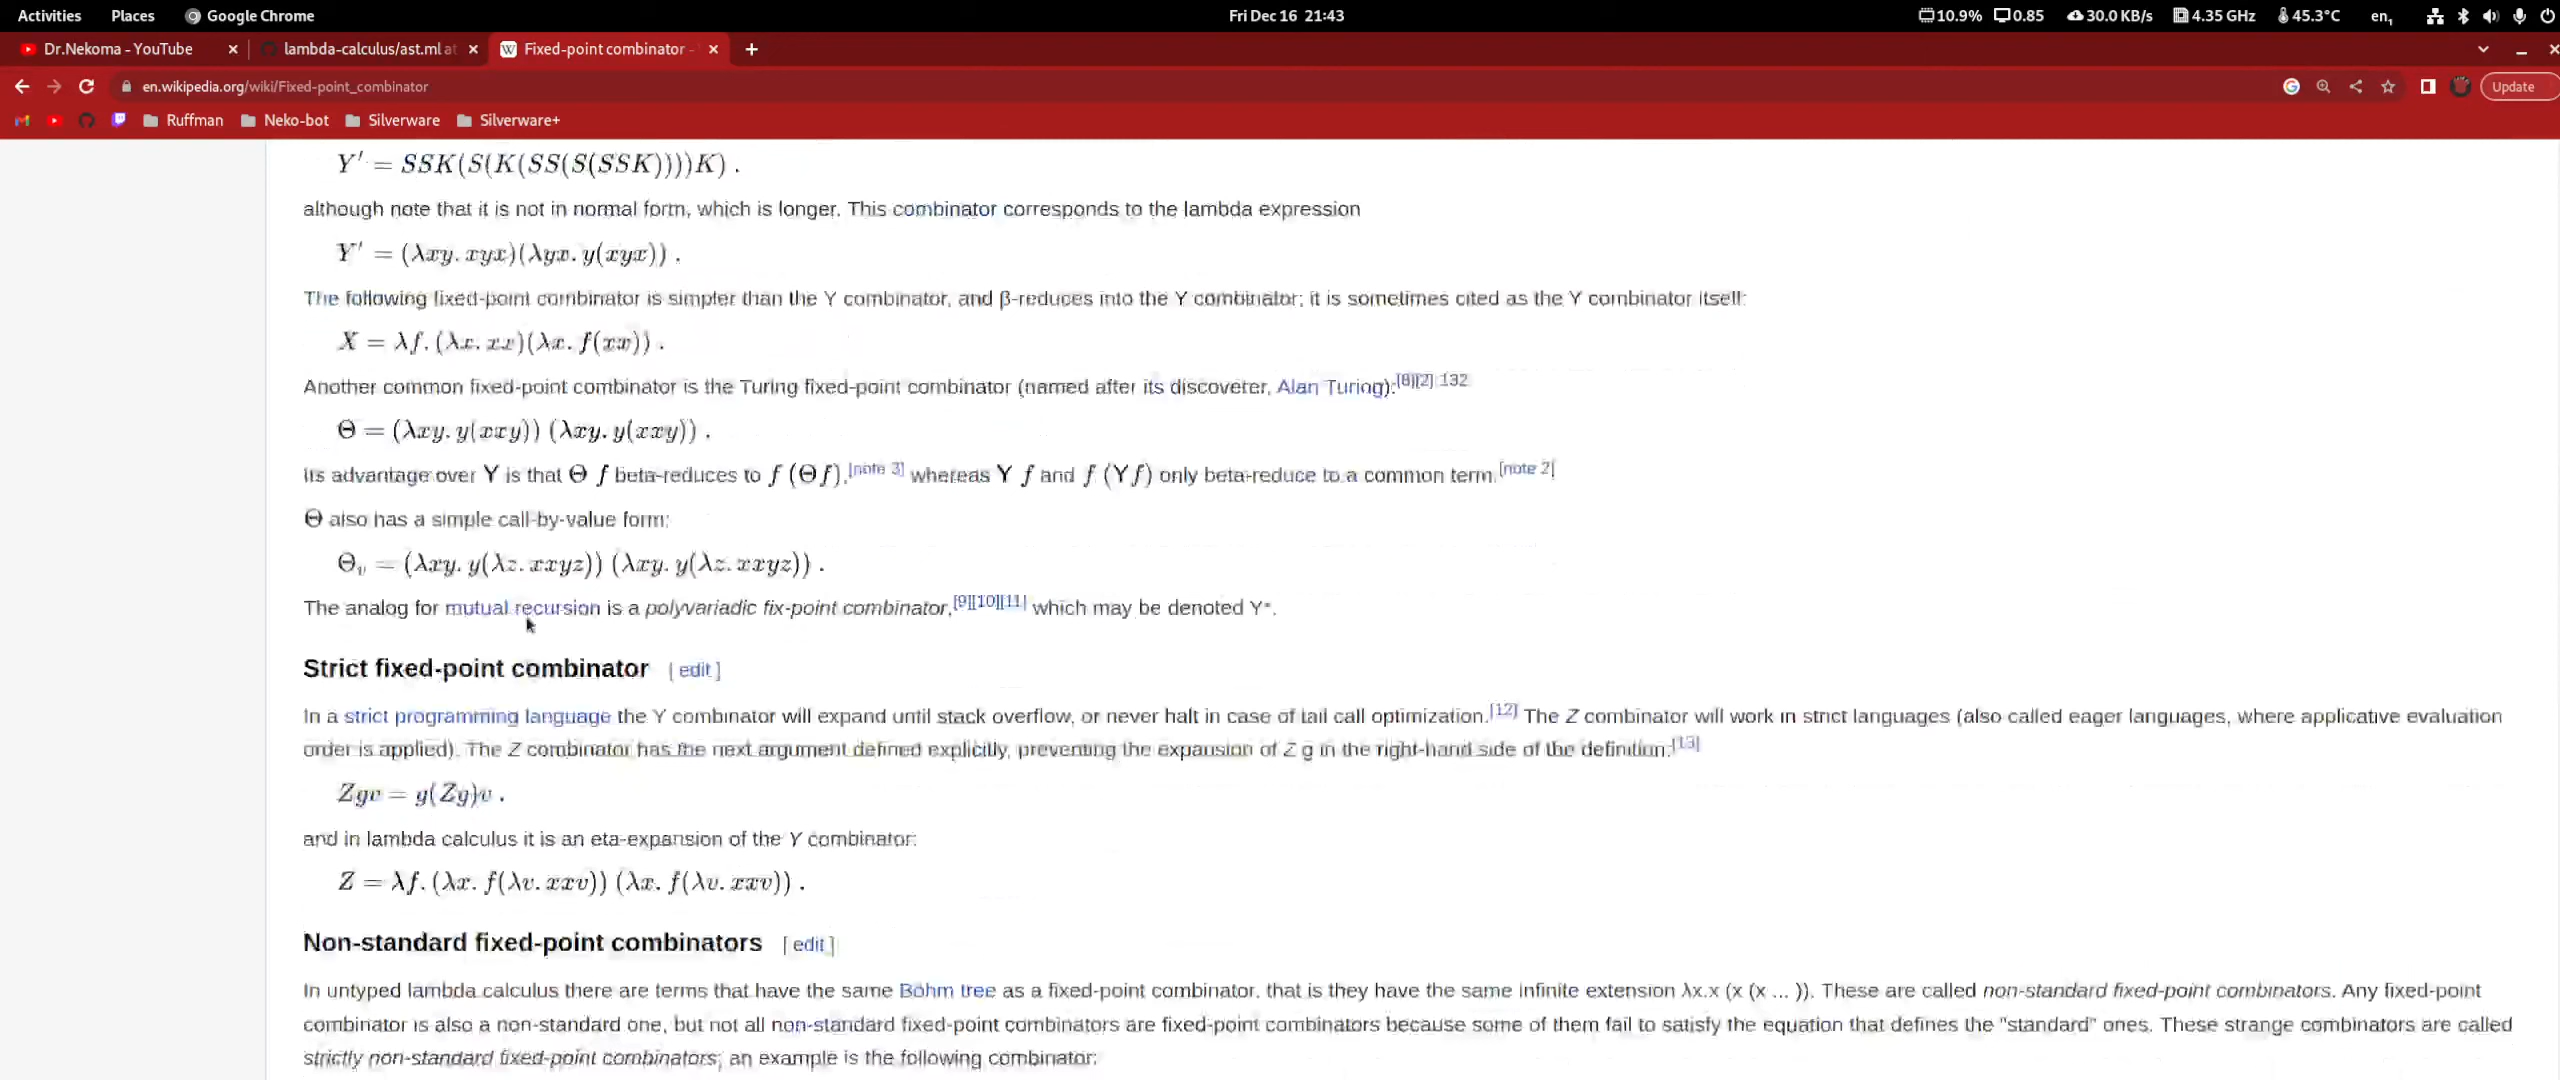 Activities Places Google Chrome Fri Dec 16 21:43 10.9% 0.85 30.0 KB/s 4.35 GHz 45.3°C en₁
Dr.Nekoma - YouTube lambda-calculus/ast.ml at Fixed-point combinator -
en.wikipedia.org/wiki/Fixed-point_combinator Update
Ruffman Neko-bot Silverware Silverware+
Y′ = SSK(S(K(SS(S(SSK))))K) .
although note that it is not in normal form, which is longer. This combinator corresponds to the lambda expression
Y′ = (λxy. xyx)(λyx. y(xyx)) .
The following fixed-point combinator is simpler than the Y combinator, and β-reduces into the Y combinator; it is sometimes cited as the Y combinator itself:
X = λf. (λx. xx)(λx. f(xx)) .
Another common fixed-point combinator is the Turing fixed-point combinator (named after its discoverer, Alan Turing):[8][2]: 132
Θ = (λxy. y(xxy)) (λxy. y(xxy)) .
Its advantage over Y is that Θ f beta-reduces to f (Θf),[note 3] whereas Y f and f (Yf) only beta-reduce to a common term.[note 2]
Θ also has a simple call-by-value form:
Θv = (λxy. y(λz. xxyz)) (λxy. y(λz. xxyz)) .
The analog for mutual recursion is a polyvariadic fix-point combinator,[9][10][11] which may be denoted Y*.
Strict fixed-point combinator [ edit ]
In a strict programming language the Y combinator will expand until stack overflow, or never halt in case of tail call optimization.[12] The Z combinator will work in strict languages (also called eager languages, where applicative evaluation
order is applied). The Z combinator has the next argument defined explicitly, preventing the expansion of Z g in the right-hand side of the definition:[13]
Zgv = g(Zg)v .
and in lambda calculus it is an eta-expansion of the Y combinator:
Z = λf. (λx. f(λv. xxv)) (λx. f(λv. xxv)) .
Non-standard fixed-point combinators [ edit ]
In untyped lambda calculus there are terms that have the same Böhm tree as a fixed-point combinator, that is they have the same infinite extension λx.x (x (x ... )). These are called non-standard fixed-point combinators. Any fixed-point
combinator is also a non-standard one, but not all non-standard fixed-point combinators are fixed-point combinators because some of them fail to satisfy the equation that defines the "standard" ones. These strange combinators are called
strictly non-standard fixed-point combinators; an example is the following combinator: